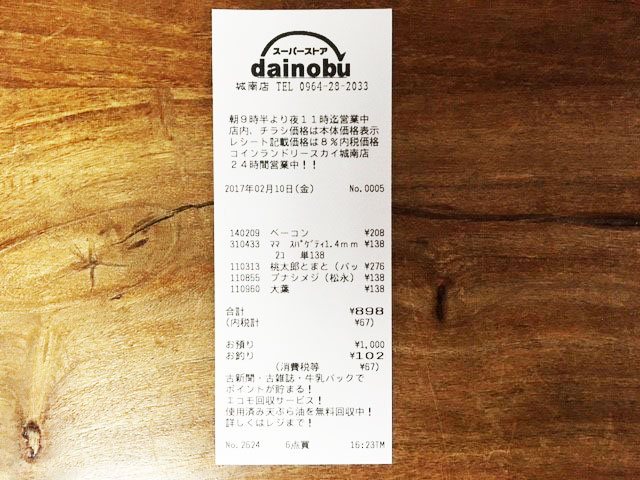 スーパーストア
dainobu
城南店 TEL 0964-28-2033
朝9時半より夜11時迄営業中
店内、チラシ価格は本体価格表示
レシート記載価格は8%内税価格
コインランドリースカイ城南店
24時間営業中!!
2017年02月10日(金) No.0005
140209 ベーコン ¥208
310433 ママ スパゲティ1.4mm ¥138
2コ 単138
110313 桃太郎とまと(パッ ¥276
110855 ブナシメジ(松永) ¥138
110960 大葉 ¥138
合計 ¥898
(内税計 ¥67)
お預り ¥1,000
お釣り ¥102
(消費税等 ¥67)
古新聞・古雑誌・牛乳パックで
ポイントが貯まる!
エコモ回収サービス!
使用済み天ぷら油を無料回収中!
詳しくはレジまで!
No.2624 6点買 16:23TM